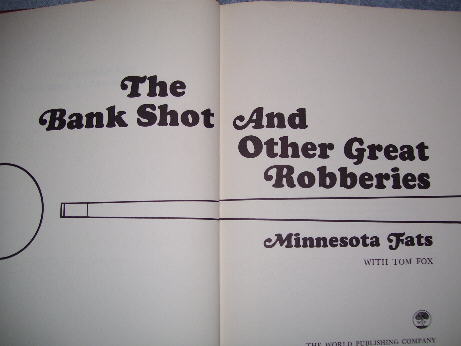 The
Bank Shot And
Other Great
Robberies
Minnesota Fats
WITH TOM FOX
THE WORLD PUBLISHING COMPANY